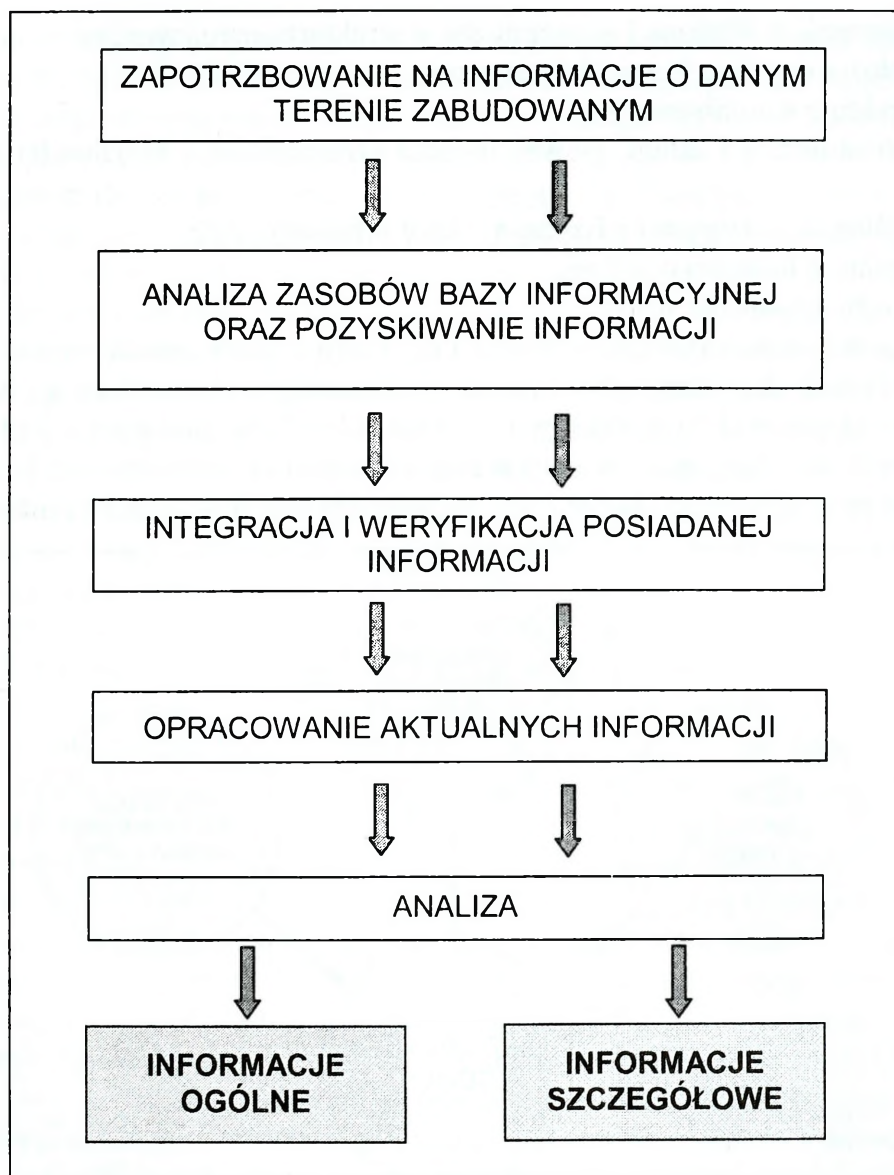 ZAPOTRZBOWANIE NA INFORMACJE O DANYM
TERENIE ZABUDOWANYM
ANALIZA ZASOBÓW BAZY INFORMACYJNEJ
ORAZ POZYSKIWANIE INFORMACJI
INTEGRACJA I WERYFIKACJA POSIADANEJ
INFORMACJI
OPRACOWANIE AKTUALNYCH INFORMACJI
ANALIZA
INFORMACJE
OGÓLNE
INFORMACJE
SZCZEGÓŁOWE